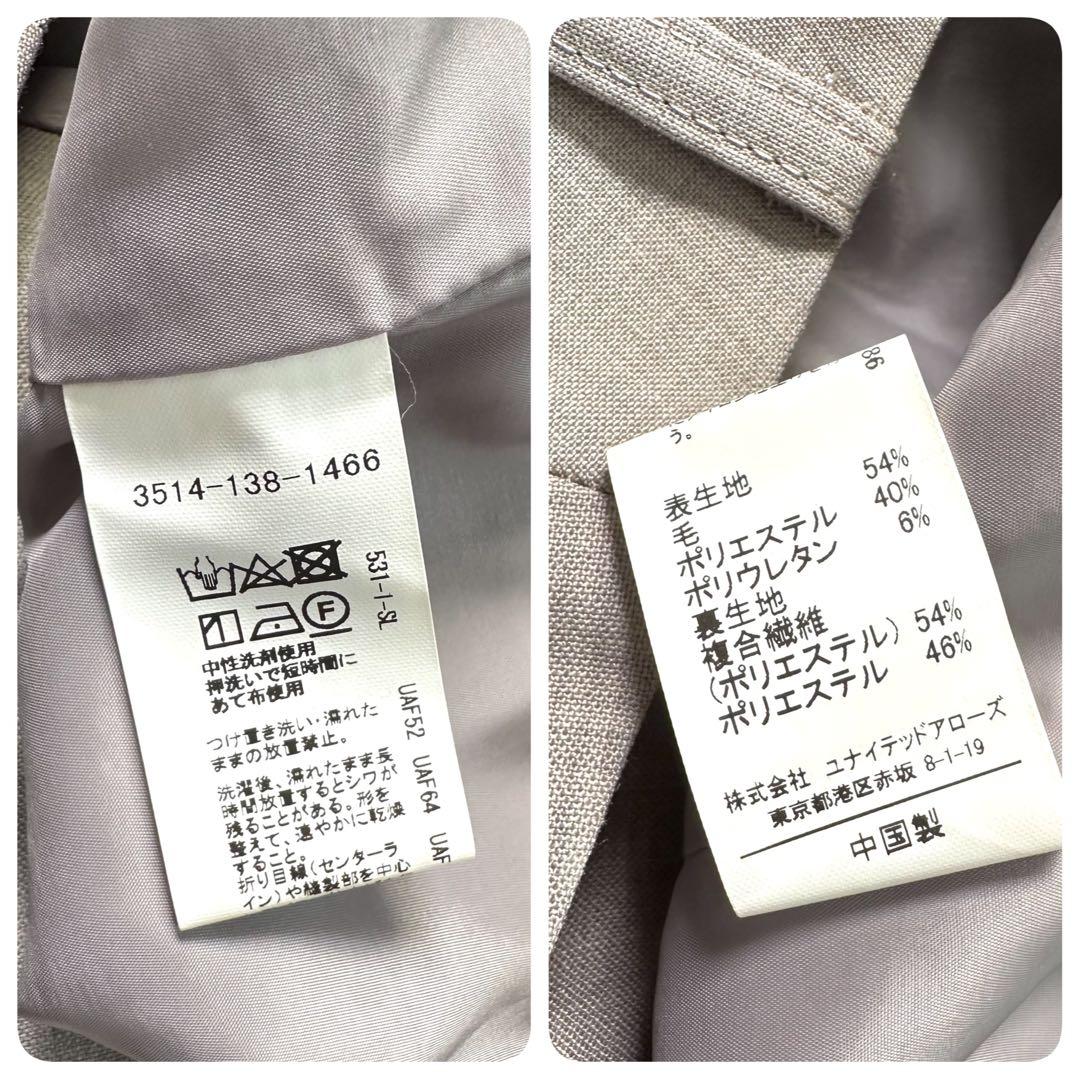 3514-138-1466
531-1-SL
F
中性洗剤使用
押洗いで短時間に
あて布使用
つけ置き洗い・濡れた
ままの放置禁止。
洗濯後、濡れたまま長
時間放置するとシワが
残ることがある。形を
整えて、速やかに乾燥
すること。
折り目線(センターラ
イン)や縫製部を中心
UAF52 UAF64 UAF
86
う。
表生地
毛 54%
ポリエステル 40%
ポリウレタン 6%
裏生地
複合繊維
(ポリエステル) 54%
ポリエステル 46%
株式会社 ユナイテッドアローズ
東京都港区赤坂 8-1-19
中国製